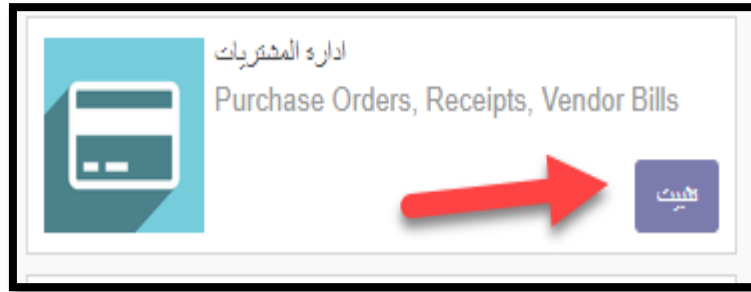 اداره المشتريات
Purchase Orders, Receipts, Vendor Bills
تثبيت